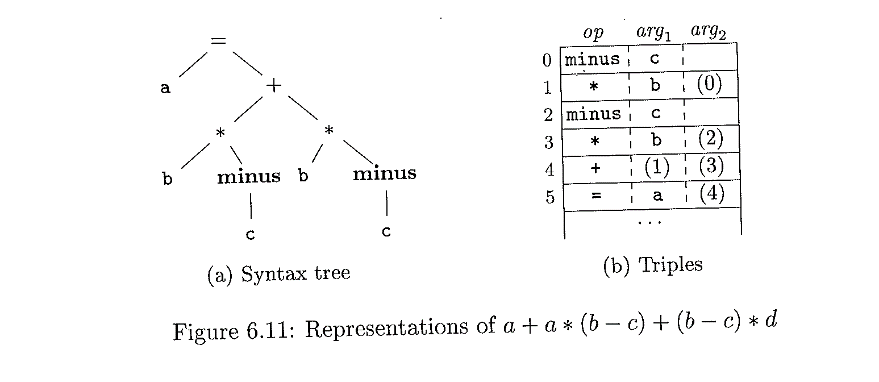 =
a
+
*
*
b
minus
b
minus
c
c
(a) Syntax tree
op arg1 arg2
0 minus c
1 * b (0)
2 minus c
3 * b (2)
4 + (1) (3)
5 = a (4)
...
(b) Triples
Figure 6.11: Representations of a + a * (b − c) + (b − c) * d